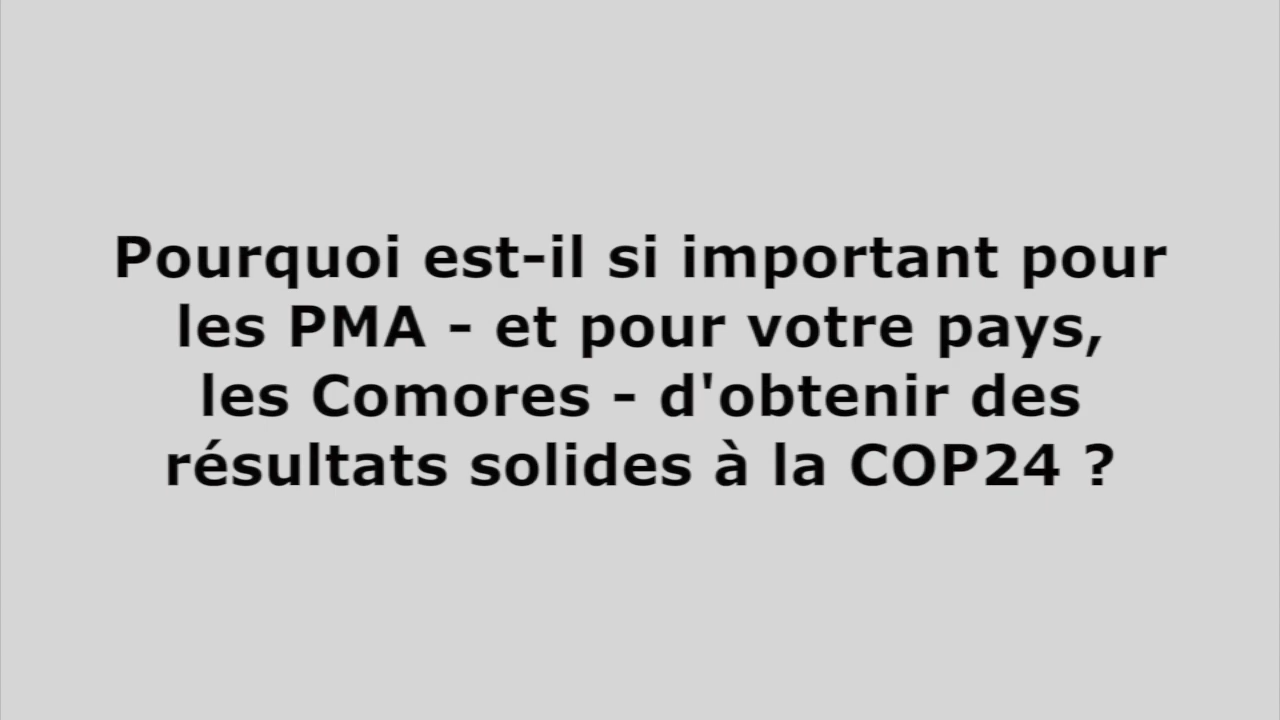 Pourquoi est-il si important pour
les PMA - et pour votre pays,
les Comores - d'obtenir des
résultats solides à la COP24 ?